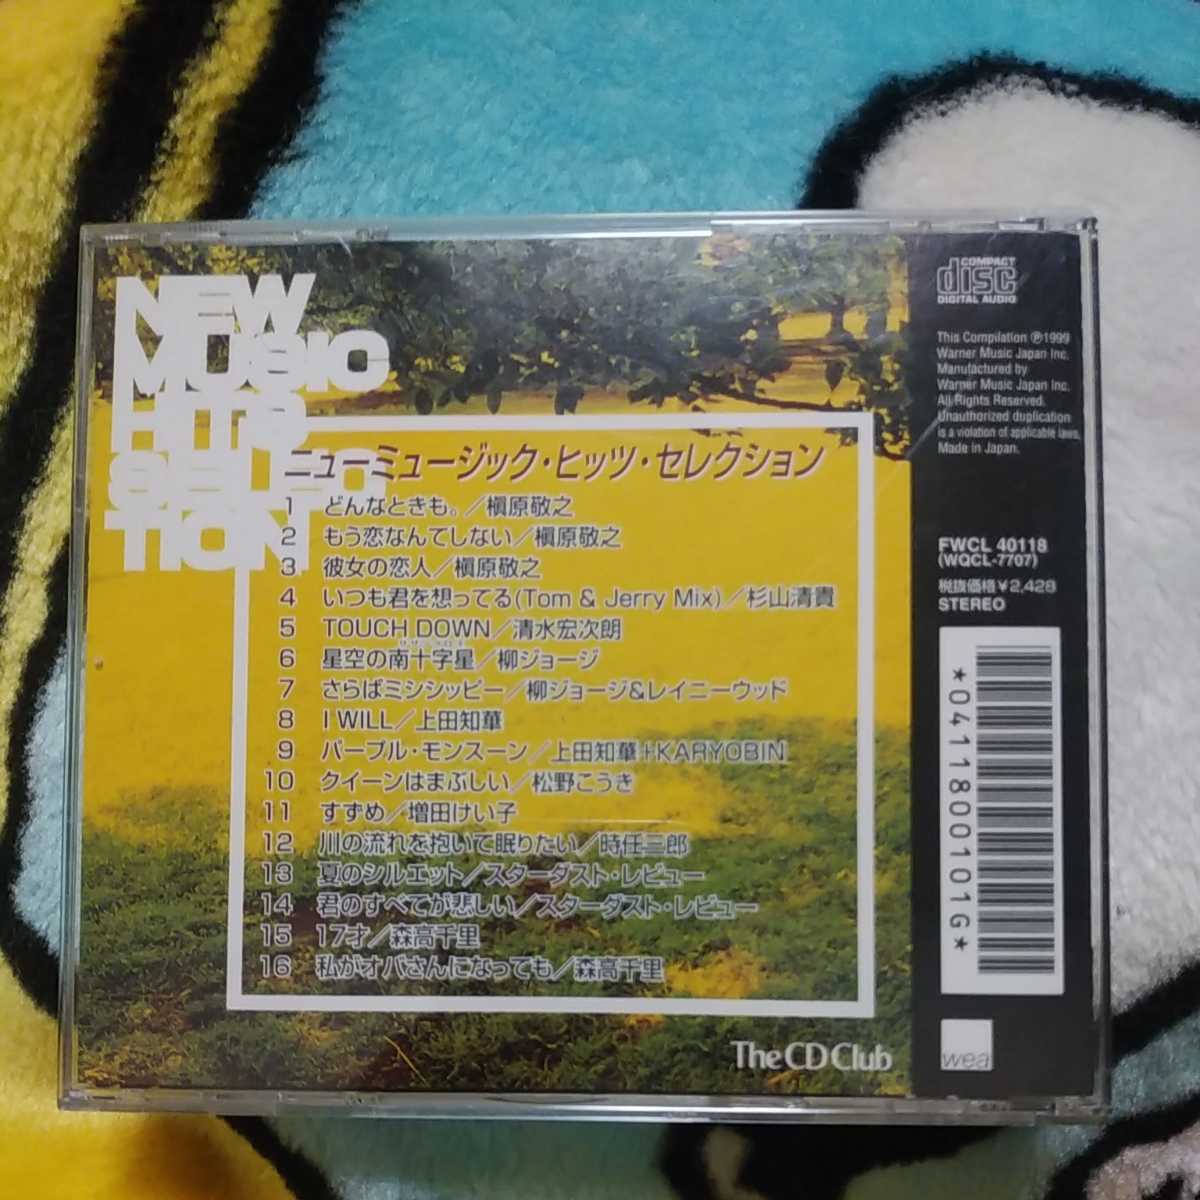 NEW
MUSIC
HITS
SELEC
TION
ニューミュージック・ヒッツ・セレクション
1 どんなときも。／槇原敬之
2 もう恋なんてしない／槇原敬之
3 彼女の恋人／槇原敬之
4 いつも君を想ってる(Tom & Jerry Mix)／杉山清貴
5 TOUCH DOWN／清水宏次朗
6 星空の南十字星／柳ジョージ
7 さらばミシシッピー／柳ジョージ&レイニーウッド
8 I WILL／上田知華
9 パープル・モンスーン／上田知華+KARYOBIN
10 クイーンはまぶしい／松野こうき
11 すずめ／増田けい子
12 川の流れを抱いて眠りたい／時任三郎
13 夏のシルエット／スターダスト・レビュー
14 君のすべてが悲しい／スターダスト・レビュー
15 17才／森高千里
16 私がオバさんになっても／森高千里
The CD Club
COMPACT
disc
DIGITAL AUDIO
This Compilation ℗1999
Warner Music Japan Inc.
Manufactured by
Warner Music Japan Inc.
All Rights Reserved.
Unauthorized duplication
is a violation of applicable laws.
Made in Japan.
FWCL 40118
(WQCL-7707)
税抜価格¥2,428
STEREO
*0411800101G*
wea